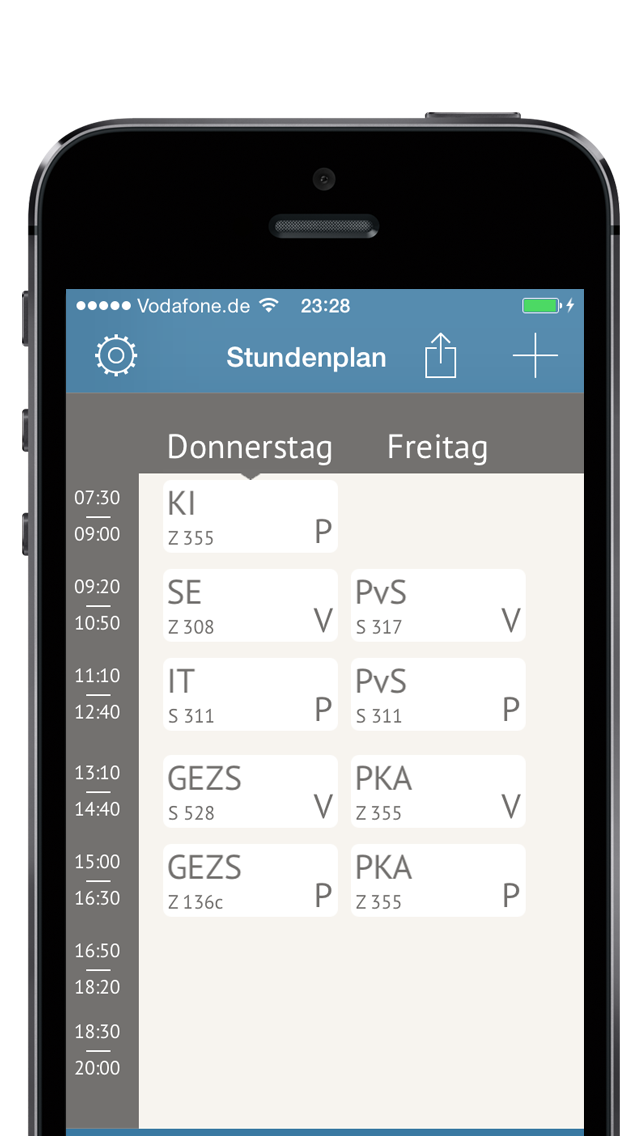 Vodafone.de 23:28
Stundenplan
Donnerstag Freitag
07:30
09:00
KI
Z 355 P
09:20
10:50
SE
Z 308 V
PvS
S 317 V
11:10
12:40
IT
S 311 P
PvS
S 311 P
13:10
14:40
GEZS
S 528 V
PKA
Z 355 V
15:00
16:30
GEZS
Z 136c P
PKA
Z 355 P
16:50
18:20
18:30
20:00